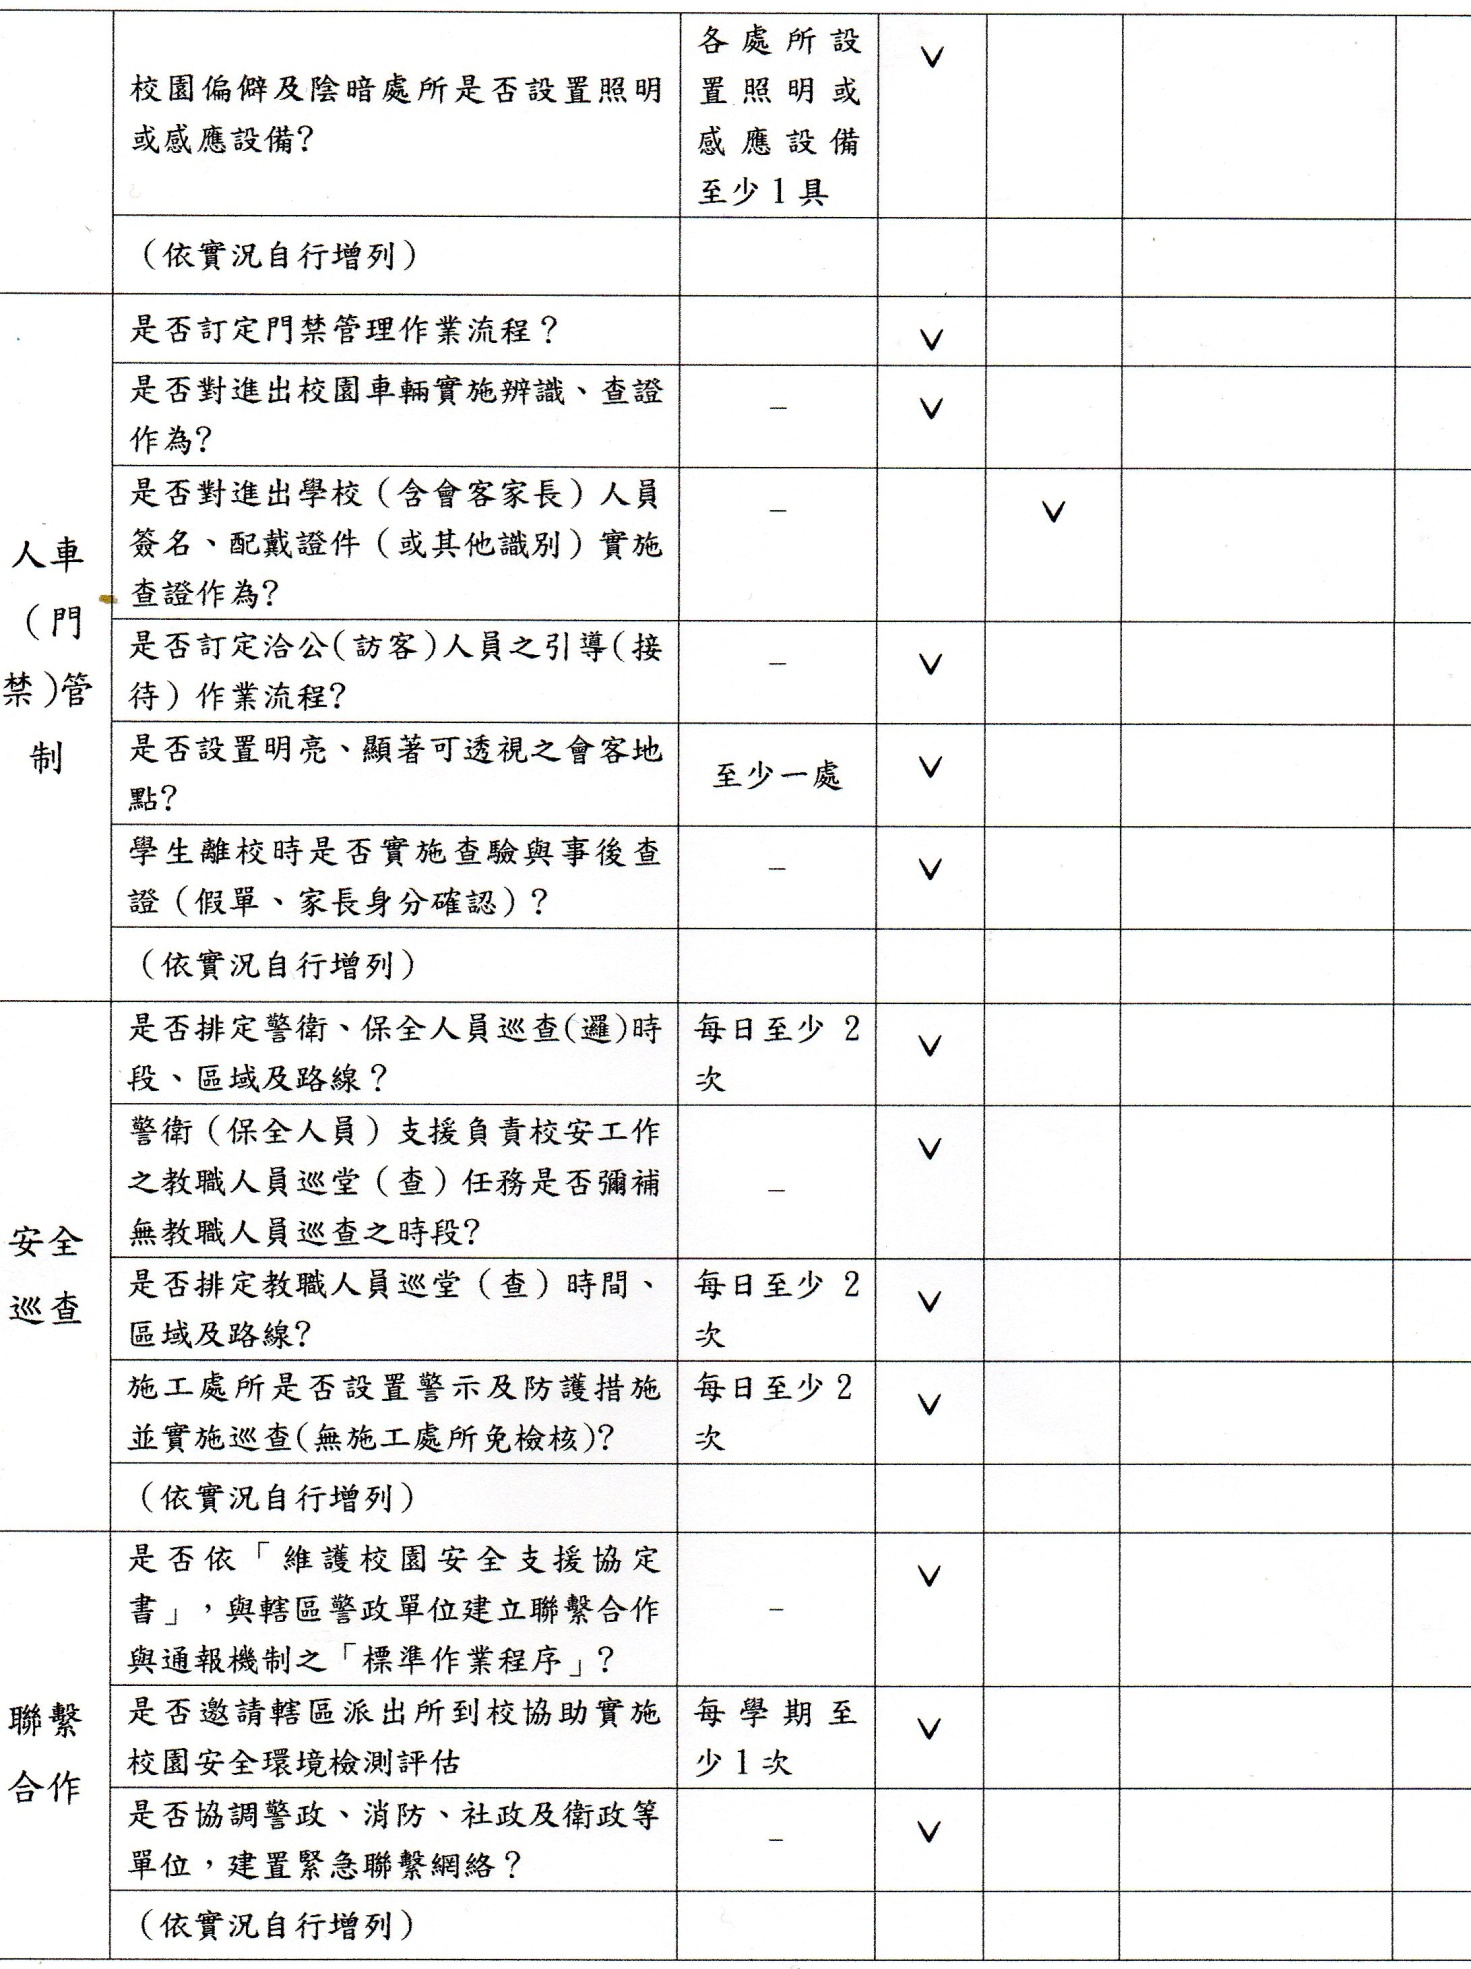 校園偏僻及陰暗處所是否設置照明
或感應設備?
各處所設
置照明或
感應設備
至少1具
V
（依實況自行增列）
人車
（門
禁)管
制
是否訂定門禁管理作業流程？
V
是否對進出校園車輛實施辨識、查證
作為?
–
V
是否對進出學校（含會客家長）人員
簽名、配戴證件（或其他識別）實施
查證作為?
–
V
是否訂定洽公(訪客)人員之引導(接
待）作業流程?
–
V
是否設置明亮、顯著可透視之會客地
點?
至少一處
V
學生離校時是否實施查驗與事後查
證（假單、家長身分確認）?
–
V
（依實況自行增列）
安全
巡查
是否排定警衛、保全人員巡查(邏)時
段、區域及路線？
每日至少 2
次
V
警衛（保全人員）支援負責校安工作
之教職人員巡堂（查）任務是否彌補
無教職人員巡查之時段?
–
V
是否排定教職人員巡堂（查）時間、
區域及路線?
每日至少 2
次
V
施工處所是否設置警示及防護措施
並實施巡查(無施工處所免檢核)?
每日至少2
次
V
（依實況自行增列）
聯繫
合作
是否依「維護校園安全支援協定
書」，與轄區警政單位建立聯繫合作
與通報機制之「標準作業程序」?
–
V
是否邀請轄區派出所到校協助實施
校園安全環境檢測評估
每學期至
少1次
V
是否協調警政、消防、社政及衛政等
單位，建置緊急聯繫網絡？
–
V
（依實況自行增列）